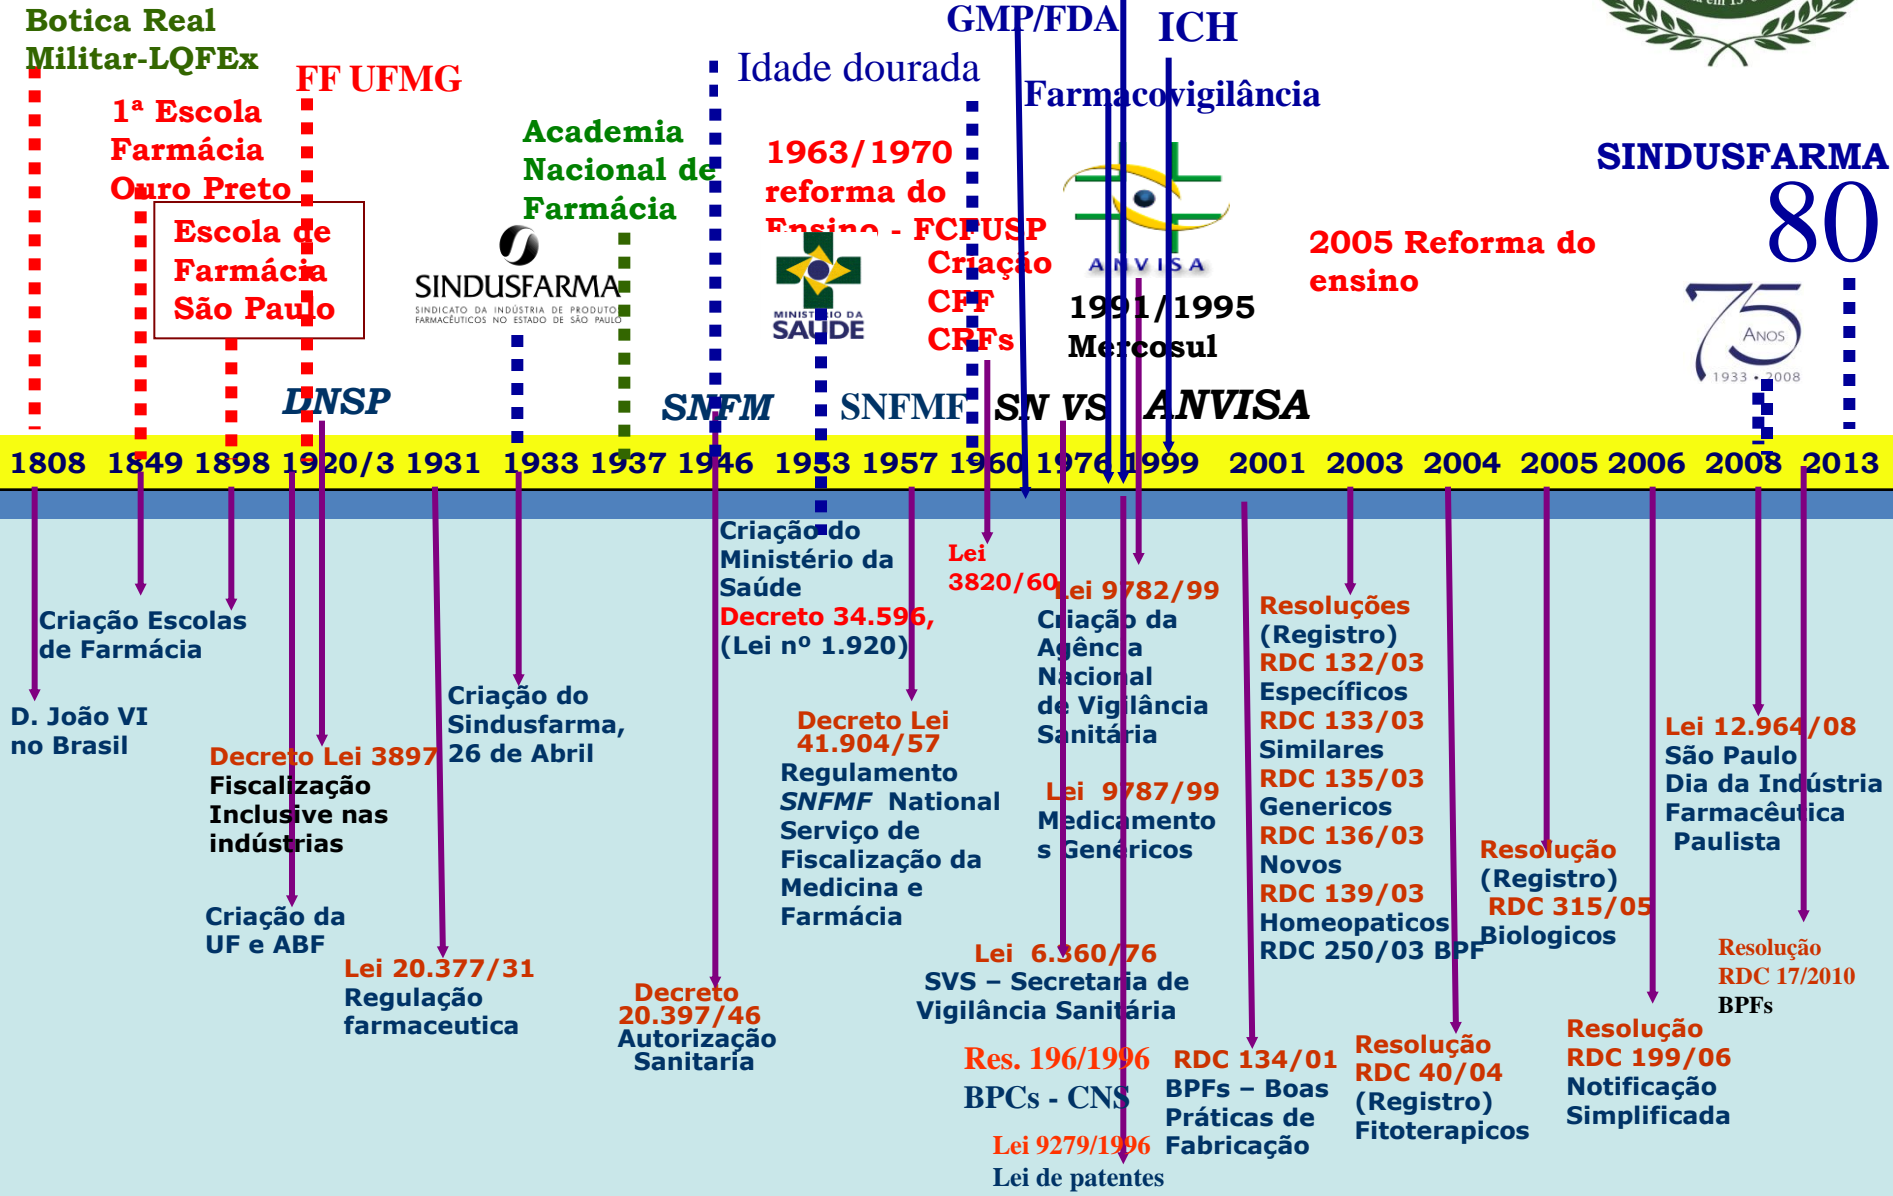 Botica Real
Militar-LQFEx
1ª Escola
Farmácia
Ouro Preto
FF UFMG
Escola de
Farmácia
São Paulo
SINDUSFARMA
SINDICATO DA INDÚSTRIA DE PRODUTOS
FARMACÊUTICOS NO ESTADO DE SÃO PAULO
Academia
Nacional de
Farmácia
Idade dourada
1963/1970
reforma do
Ensino - FCFUSP
MINISTÉRIO DA
SAÚDE
Criação
CFF
CRFs
GMP/FDA
ICH
Farmacovigilância
ANVISA
1991/1995
Mercosul
2005 Reforma do
ensino
SINDUSFARMA
80
75
ANOS
1933 • 2008
DNSP
SNFM
SNFMF
SN VS
ANVISA
1808 1849 1898 1920/3 1931 1933 1937 1946 1953 1957 1960 1976 1999 2001 2003 2004 2005 2006 2008 2013
D. João VI
no Brasil
Criação Escolas
de Farmácia
Decreto Lei 3897
Fiscalização
Inclusive nas
indústrias
Criação da
UF e ABF
Lei 20.377/31
Regulação
farmaceutica
Criação do
Sindusfarma,
26 de Abril
Decreto
20.397/46
Autorização
Sanitaria
Criação do
Ministério da
Saúde
Decreto 34.596,
(Lei nº 1.920)
Decreto Lei
41.904/57
Regulamento
SNFMF National
Serviço de
Fiscalização da
Medicina e
Farmácia
Lei
3820/60
Lei 6.360/76
SVS – Secretaria de
Vigilância Sanitária
Res. 196/1996
BPCs - CNS
Lei 9279/1996
Lei de patentes
Lei 9782/99
Criação da
Agência
Nacional
de Vigilância
Sanitária
Lei 9787/99
Medicamento
s Genéricos
RDC 134/01
BPFs – Boas
Práticas de
Fabricação
Resoluções
(Registro)
RDC 132/03
Específicos
RDC 133/03
Similares
RDC 135/03
Genericos
RDC 136/03
Novos
RDC 139/03
Homeopaticos
RDC 250/03 BPF
Resolução
RDC 40/04
(Registro)
Fitoterapicos
Resolução
(Registro)
RDC 315/05
Biologicos
Resolução
RDC 199/06
Notificação
Simplificada
Lei 12.964/08
São Paulo
Dia da Indústria
Farmacêutica
Paulista
Resolução
RDC 17/2010
BPFs